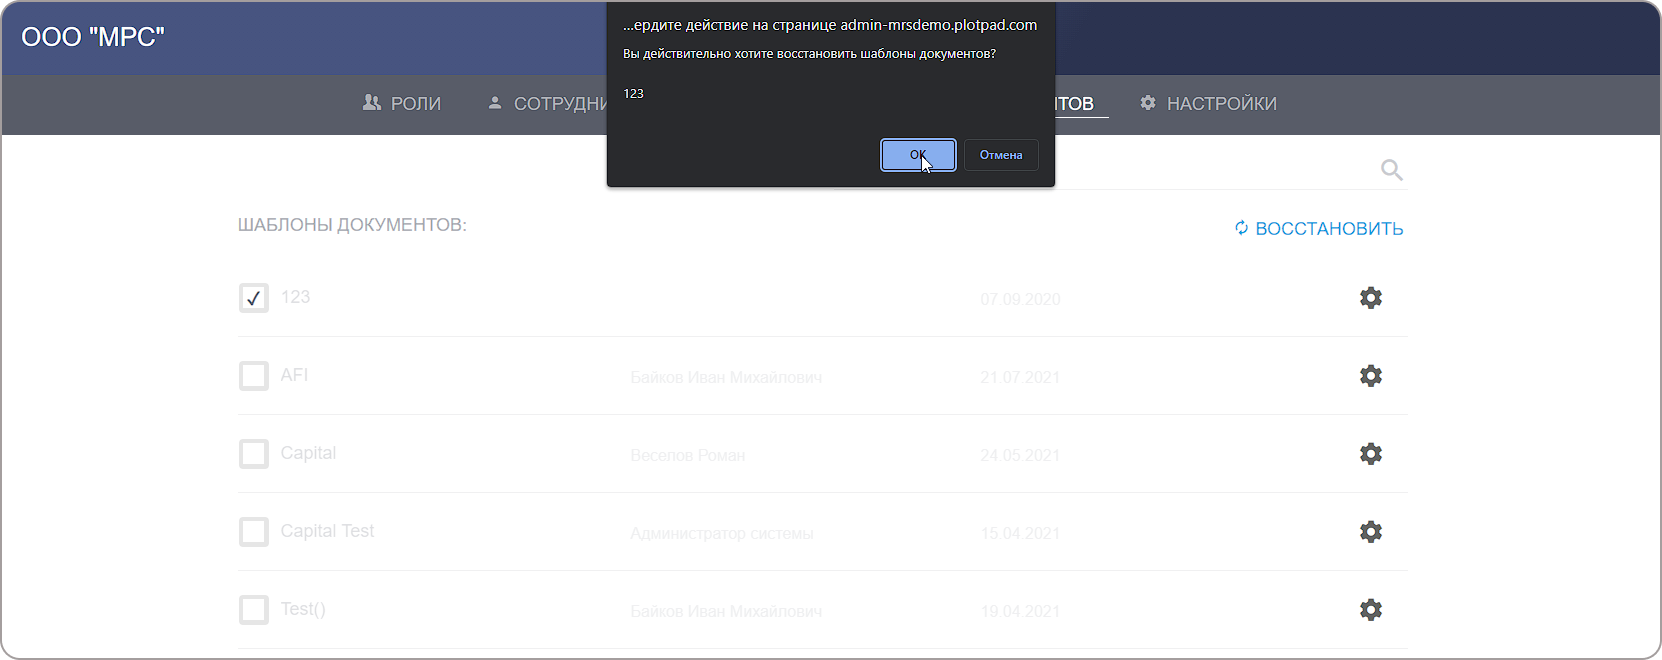 ООО "МРС"
...ердите действие на странице admin-mrsdemo.plotpad.com
Вы действительно хотите восстановить шаблоны документов?
123
ОК
Отмена
РОЛИ
СОТРУДНИ
ТОВ
НАСТРОЙКИ
ШАБЛОНЫ ДОКУМЕНТОВ:
ВОССТАНОВИТЬ
123 07.09.2020
AFI Байков Иван Михайлович 21.07.2021
Capital Веселов Роман 24.05.2021
Capital Test Администратор системы 15.04.2021
Test() Байков Иван Михайлович 19.04.2021